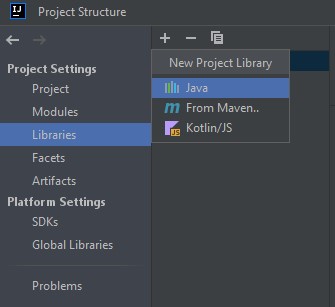 IJ
Project Structure
New Project Library
Project Settings
Project
Modules
Libraries
Facets
Artifacts
Platform Settings
SDKs
Global Libraries
Problems
Java
From Maven..
Kotlin/JS